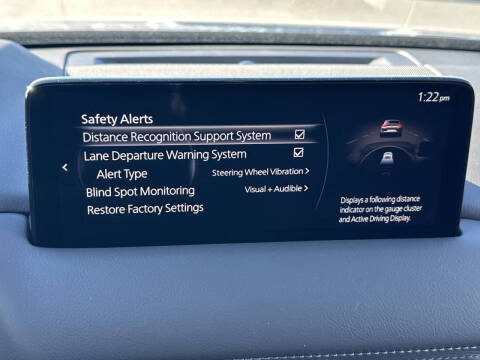 1:22pm
Safety Alerts
Distance Recognition Support System
Lane Departure Warning System
Alert Type Steering Wheel Vibration >
Blind Spot Monitoring Visual + Audible >
Restore Factory Settings
Displays a following distance
indicator on the gauge cluster
and Active Driving Display.